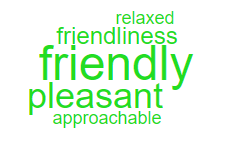 relaxed
friendliness
friendly
pleasant
approachable